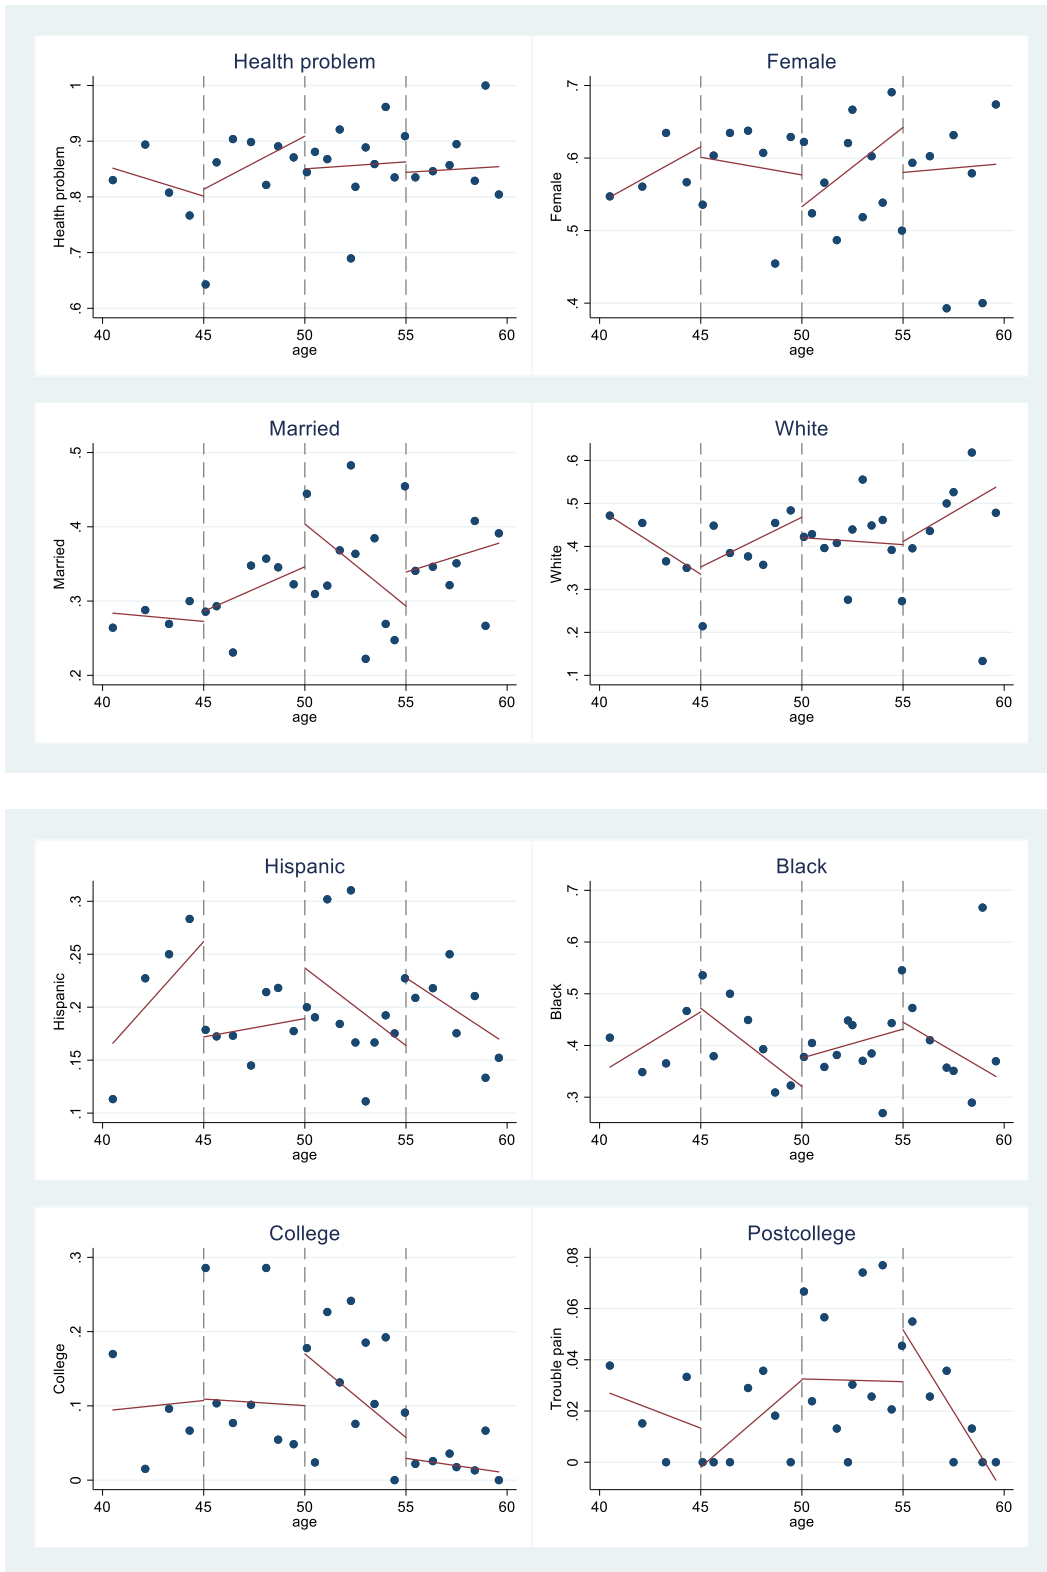 Health problem
Health problem
1
.9
.8
.7
.6
40 45 50 55 60
age
Female
Female
.7
.6
.5
.4
40 45 50 55 60
age
Married
Married
.5
.4
.3
.2
40 45 50 55 60
age
White
White
.6
.5
.4
.3
.2
.1
40 45 50 55 60
age
Hispanic
Hispanic
.3
.25
.2
.15
.1
40 45 50 55 60
age
Black
Black
.7
.6
.5
.4
.3
40 45 50 55 60
age
College
College
.3
.2
.1
0
40 45 50 55 60
age
Postcollege
Trouble pain
.08
.06
.04
.02
0
40 45 50 55 60
age